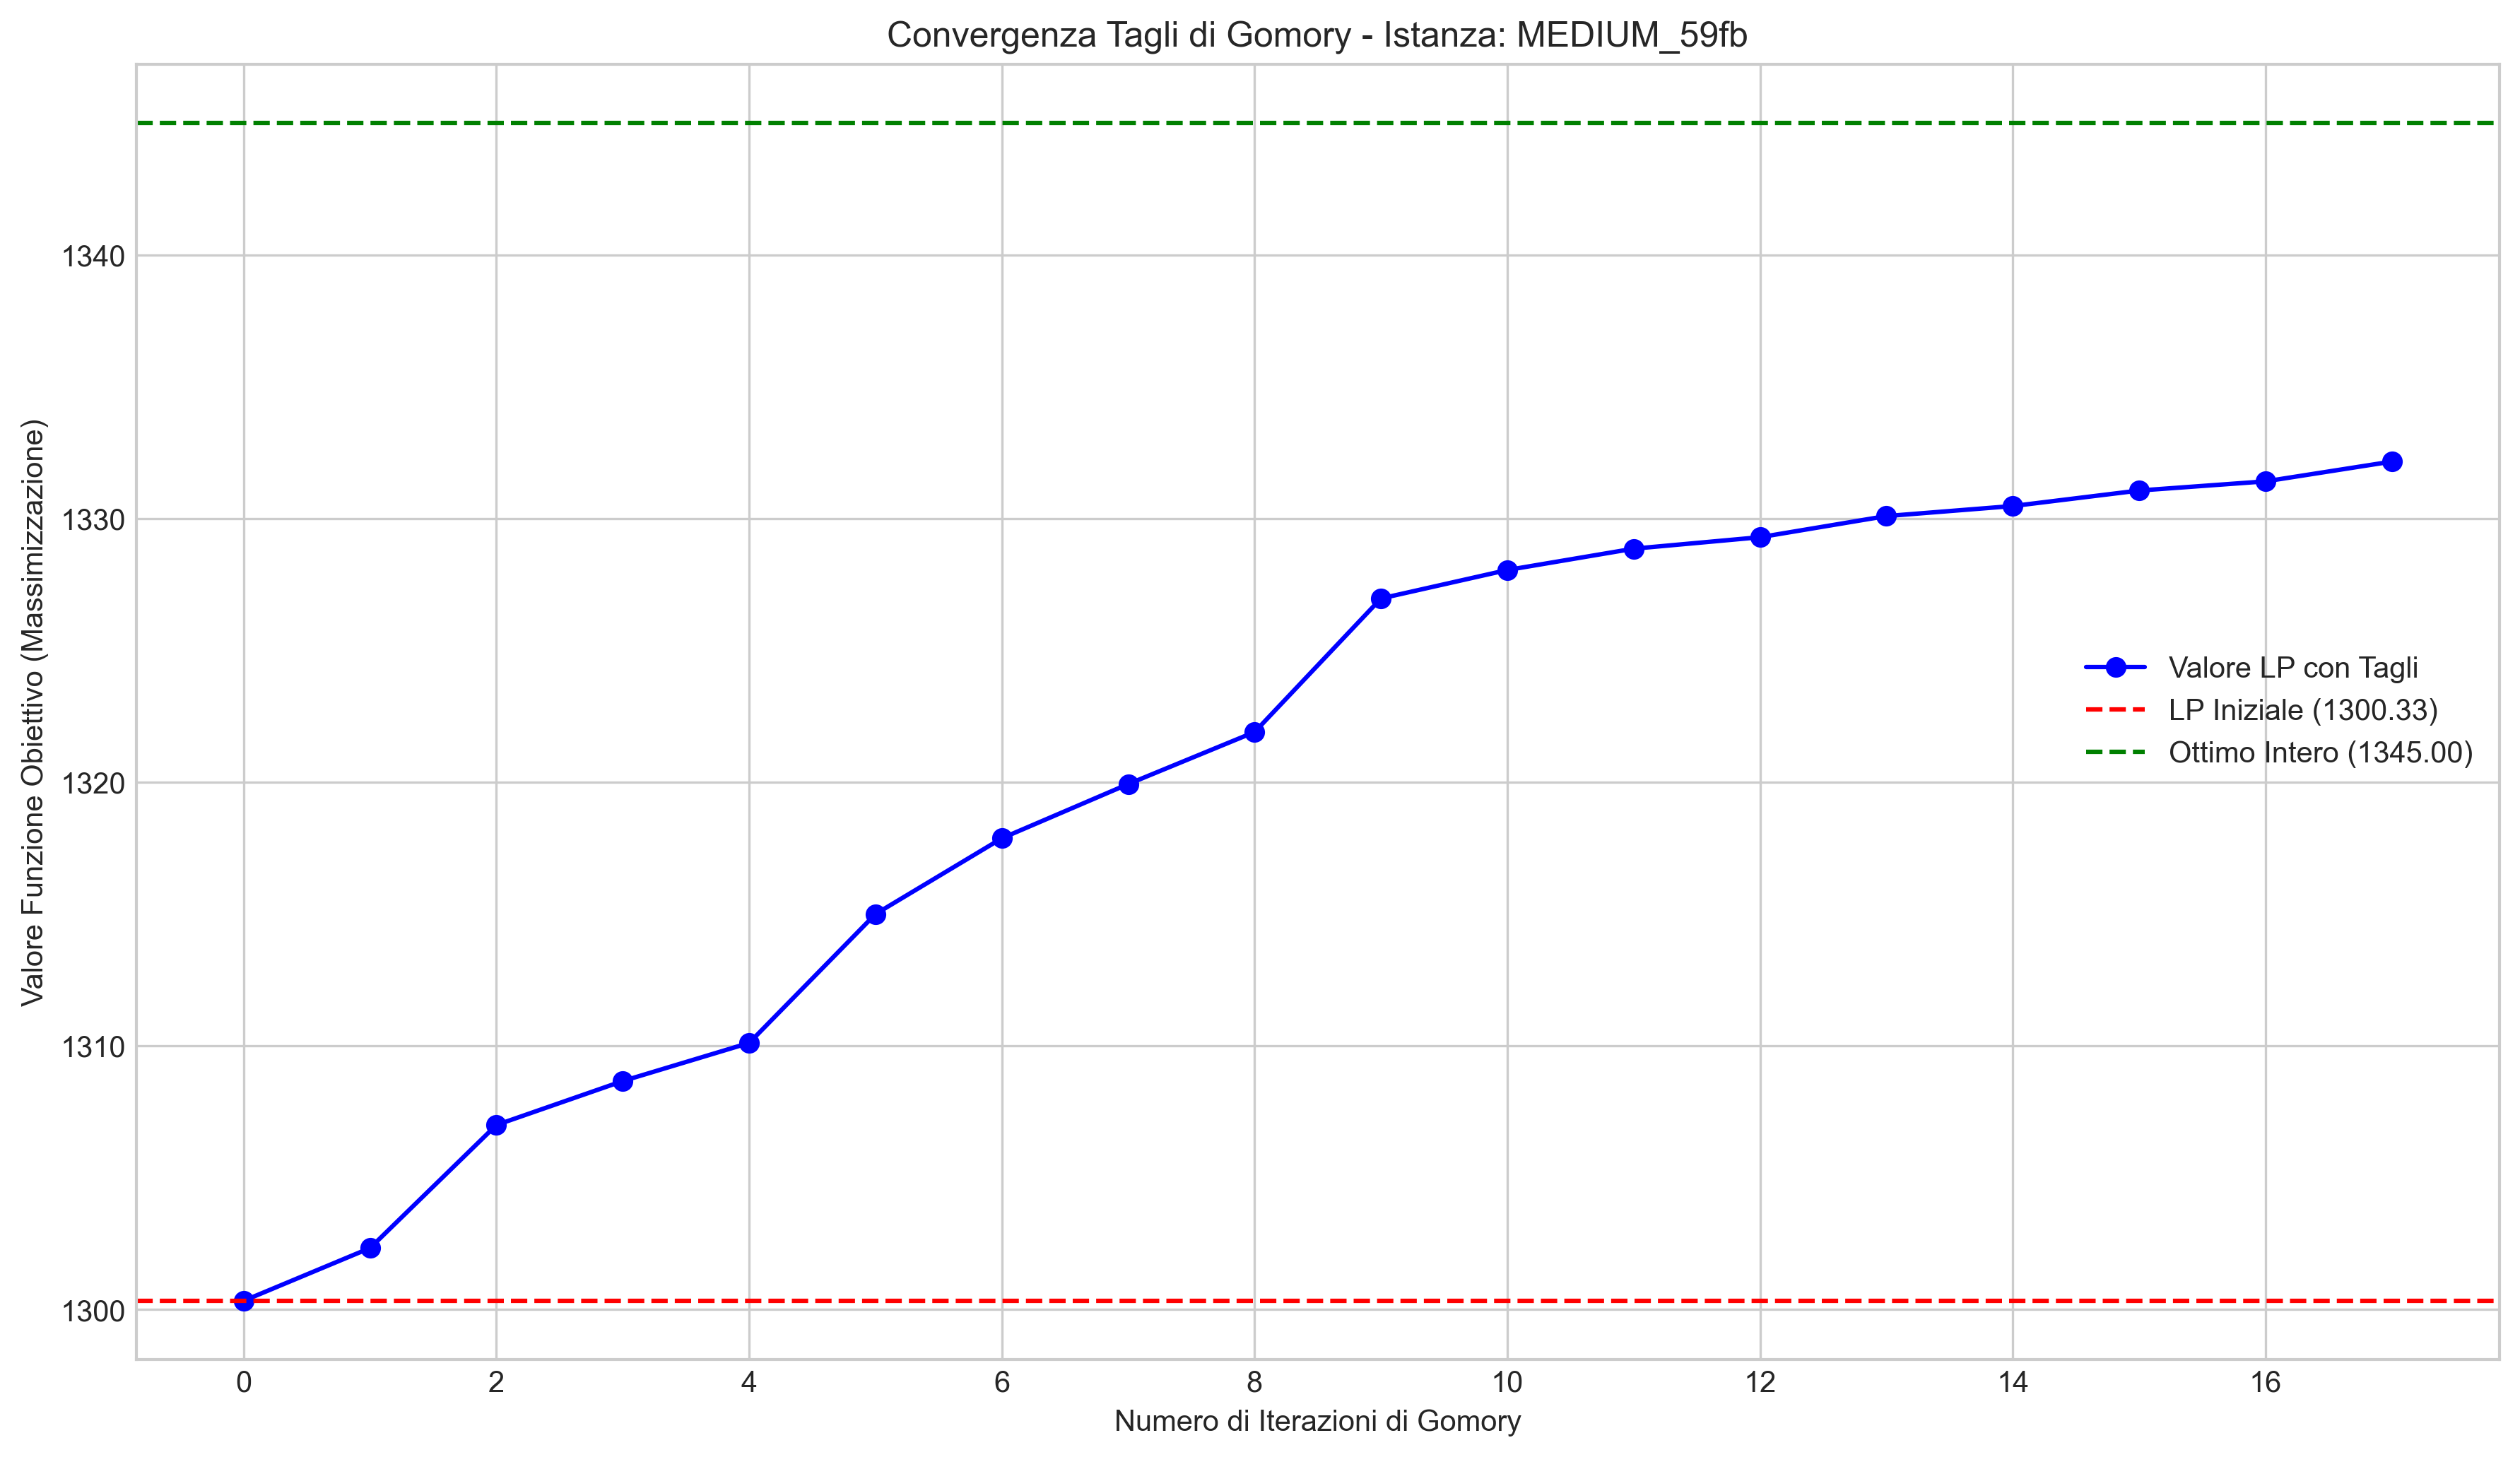 Convergenza Tagli di Gomory - Istanza: MEDIUM_59fb
Valore Funzione Obiettivo (Massimizzazione)
1340
1330
1320
1310
1300
Valore LP con Tagli
LP Iniziale (1300.33)
Ottimo Intero (1345.00)
0 2 4 6 8 10 12 14 16
Numero di Iterazioni di Gomory